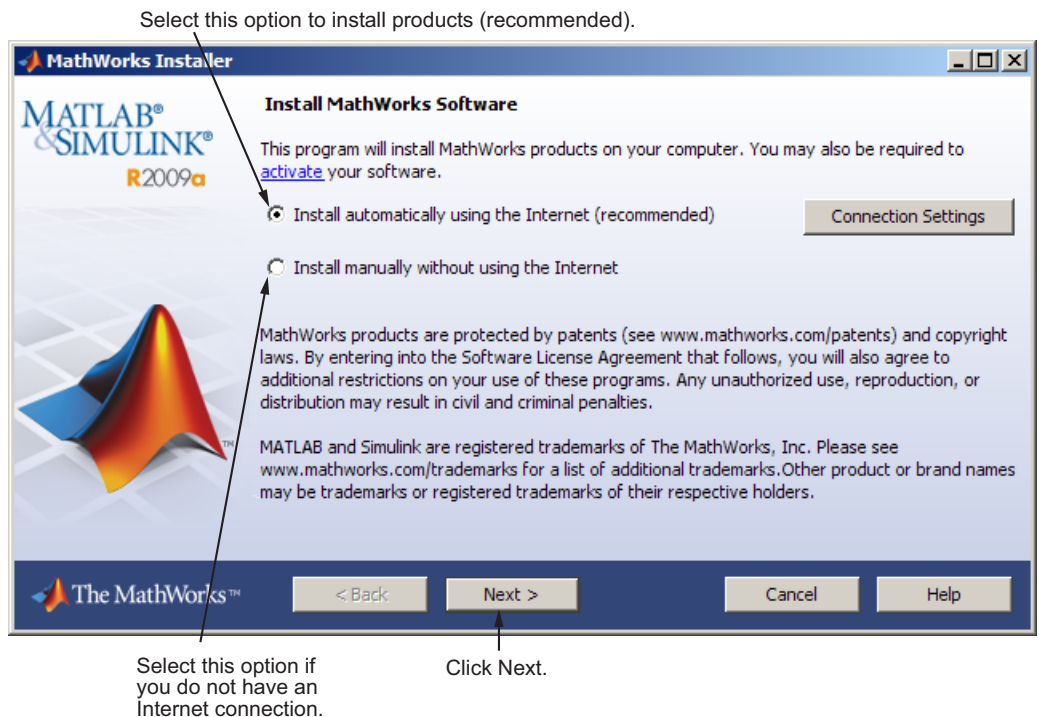 Select this option to install products (recommended).
MathWorks Installer
MATLAB®
&SIMULINK®
R2009a
Install MathWorks Software
This program will install MathWorks products on your computer. You may also be required to
activate your software.
Install automatically using the Internet (recommended)
Connection Settings
Install manually without using the Internet
MathWorks products are protected by patents (see www.mathworks.com/patents) and copyright
laws. By entering into the Software License Agreement that follows, you will also agree to
additional restrictions on your use of these programs. Any unauthorized use, reproduction, or
distribution may result in civil and criminal penalties.
TM
MATLAB and Simulink are registered trademarks of The MathWorks, Inc. Please see
www.mathworks.com/trademarks for a list of additional trademarks.Other product or brand names
may be trademarks or registered trademarks of their respective holders.
The MathWorks™
< Back
Next >
Cancel
Help
Select this option if
you do not have an
Internet connection.
Click Next.